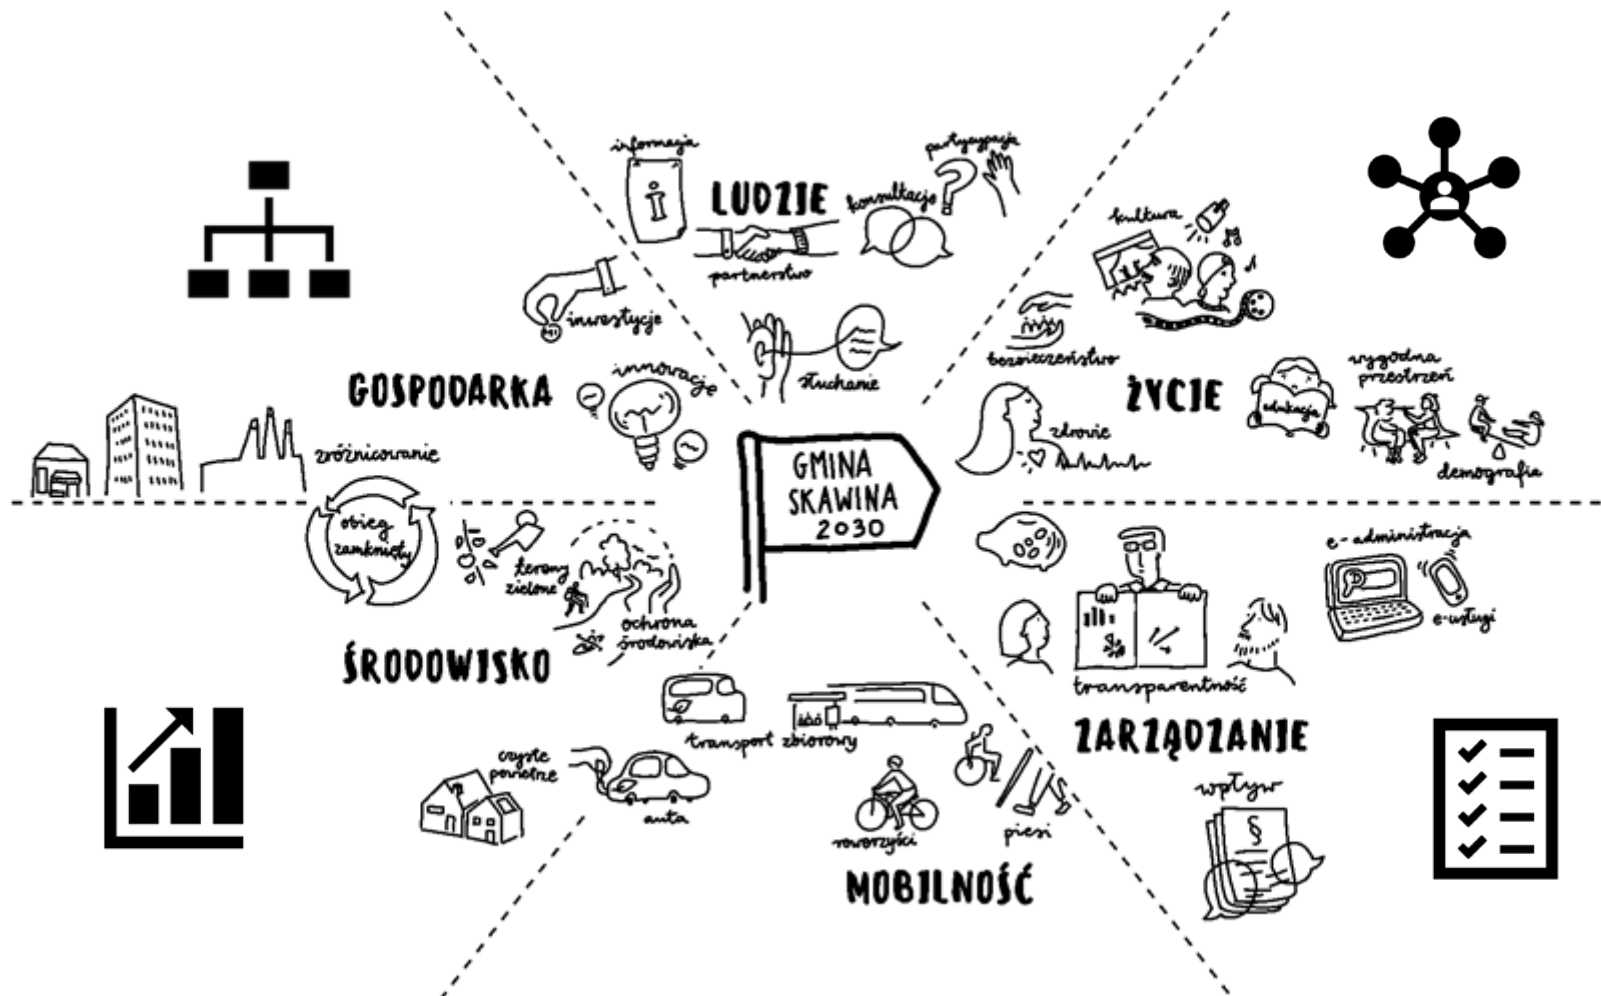 informacja
LUDZIE
konsultacje
partycypacja
partnerstwo
słuchanie
inwestycje
innowacje
GOSPODARKA
zróżnicowanie
kultura
bezpieczeństwo
ŻYCIE
edukacja
wygodna
przestrzeń
demografia
zdrowie
GMINA
SKAWINA
2030
obieg
zamknięty
tereny
zielone
ochrona
środowiska
ŚRODOWISKO
czyste
powietrze
auta
transport zbiorowy
rowerzyści
piesi
MOBILNOŚĆ
e-administracja
e-usługi
transparentność
ZARZĄDZANIE
wpływ
§